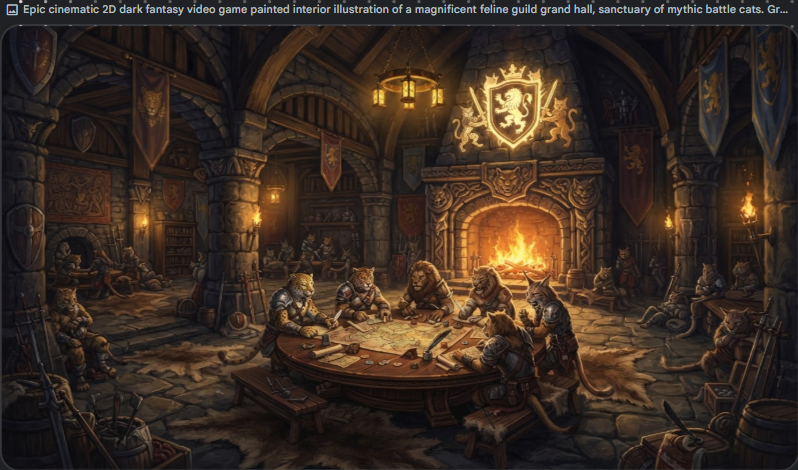 Epic cinematic 2D dark fantasy video game painted interior illustration of a magnificent feline guild grand hall, sanctuary of mythic battle cats. Gr...